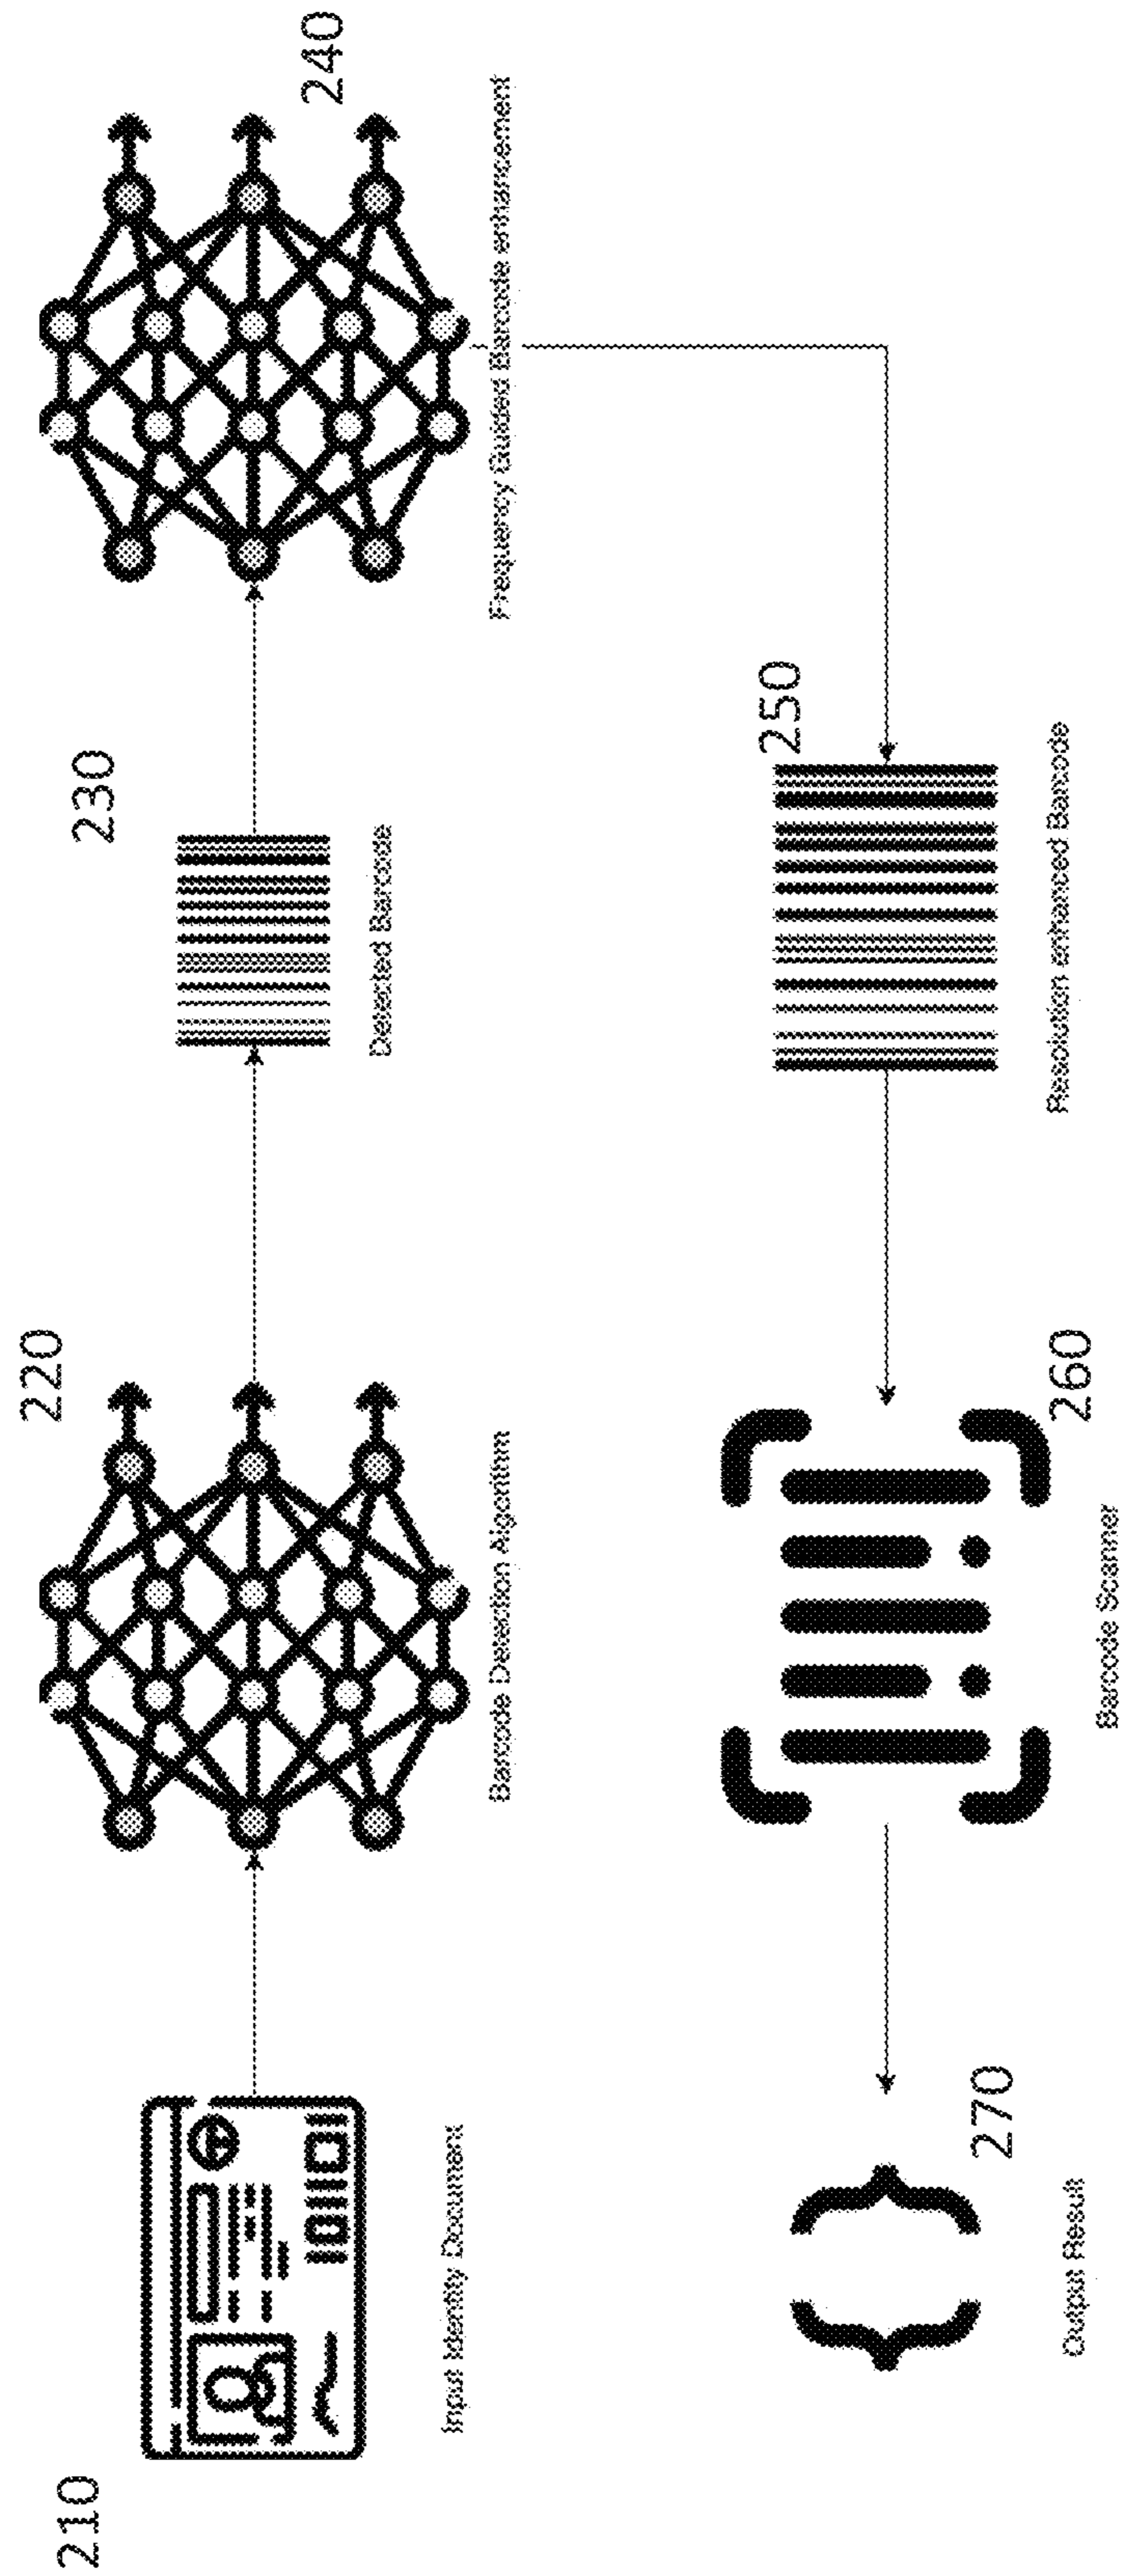 210
Input Identity Document
220
Barcode Detection Algorithm
230
Detected Barcode
240
Frequency Guided Barcode enhancement
250
Resolution enhanced Barcode
260
Barcode Scanner
270
Output Result